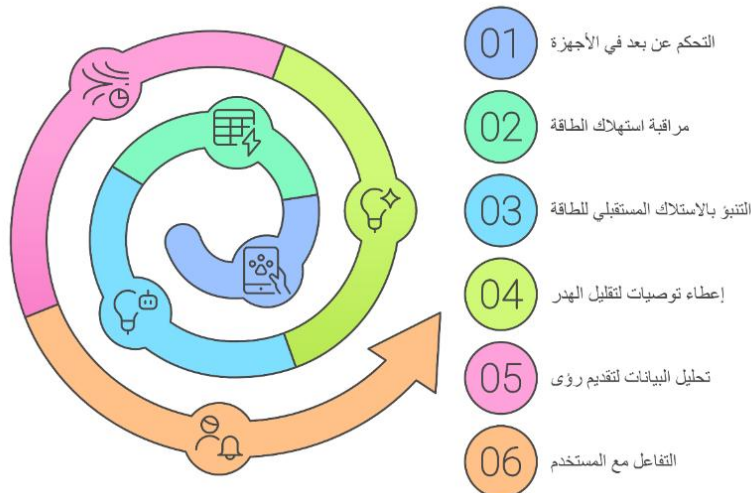 01 التحكم عن بعد في الأجهزة
02 مراقبة استهلاك الطاقة
03 التنبؤ بالاستلاك المستقبلي للطاقة
04 إعطاء توصيات لتقليل الهدر
05 تحليل البيانات لتقديم رؤى
06 التفاعل مع المستخدم